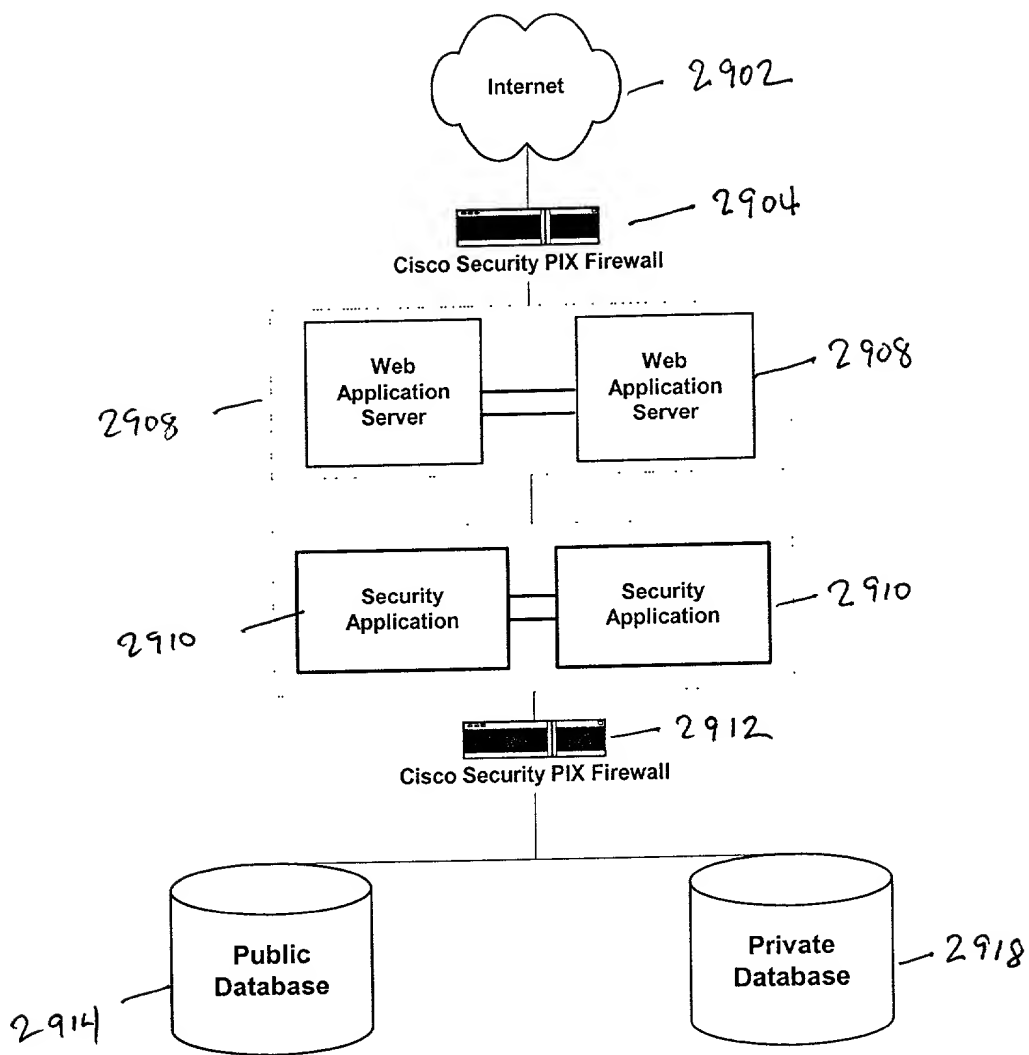 Internet
2902
2904
Cisco Security PIX Firewall
Web
Application
Server
Web
Application
Server
2908
2908
Security
Application
Security
Application
2910
2910
2912
Cisco Security PIX Firewall
Public
Database
Private
Database
2918
2914